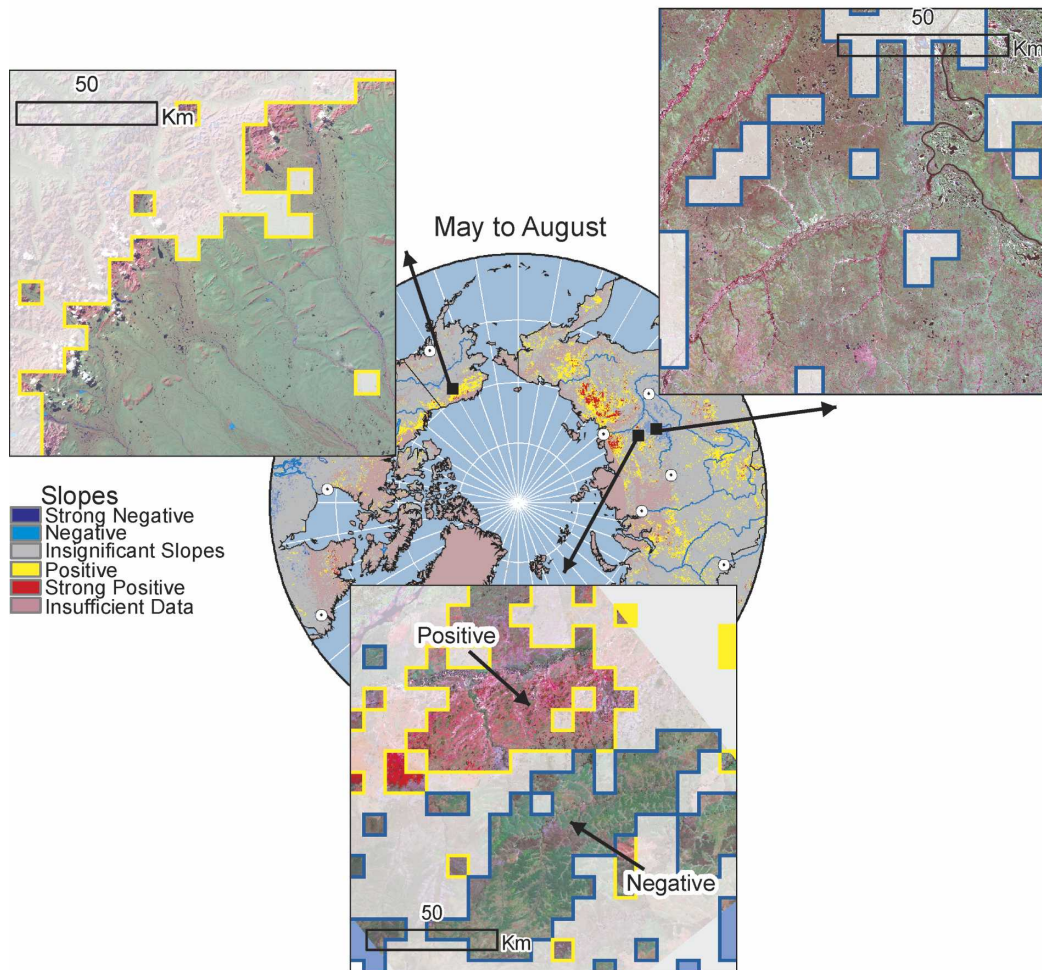 50
Km
50
Km
May to August
Slopes
Strong Negative
Negative
Insignificant Slopes
Positive
Strong Positive
Insufficient Data
Positive
Negative
50
Km